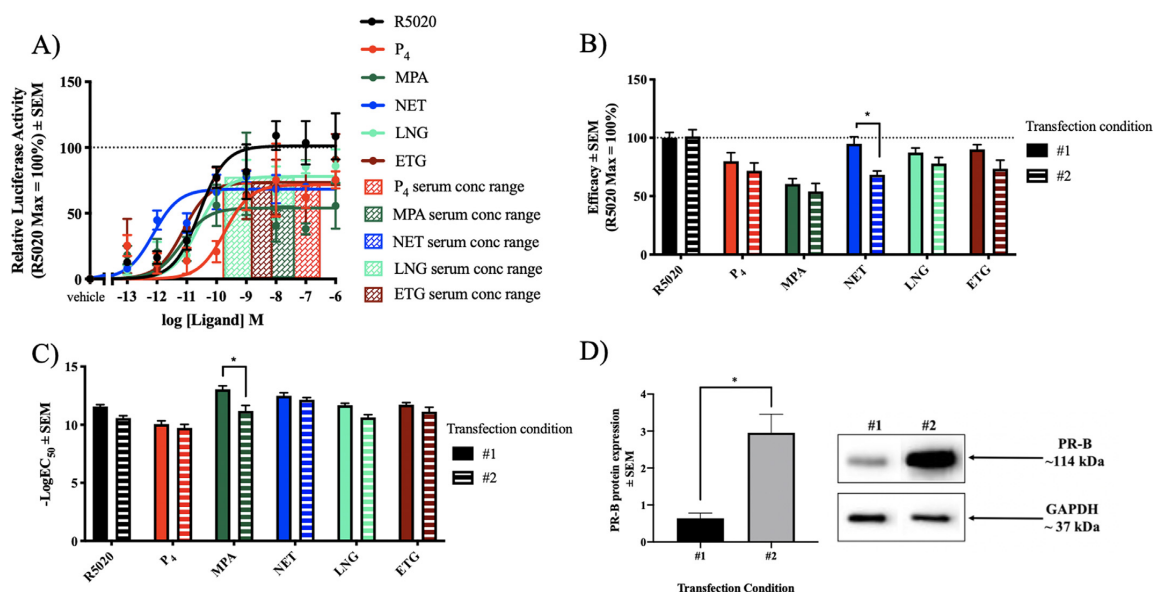 A)
Relative Luciferase Activity
(R5020 Max = 100%) ± SEM
150
100
50
0
vehicle
-13 -12 -11 -10 -9 -8 -7 -6
log [Ligand] M
R5020
P4
MPA
NET
LNG
ETG
P4 serum conc range
MPA serum conc range
NET serum conc range
LNG serum conc range
ETG serum conc range
B)
Efficacy ± SEM
(R5020 Max = 100%)
150
100
50
0
*
R5020 P4 MPA NET LNG ETG
Transfection condition
#1
#2
C)
-LogEC50 ± SEM
15
10
5
0
*
R5020 P4 MPA NET LNG ETG
Transfection condition
#1
#2
D)
PR-B protein expression
± SEM
4
3
2
1
0
*
#1 #2
Transfection Condition
#1 #2
PR-B
~114 kDa
GAPDH
~ 37 kDa